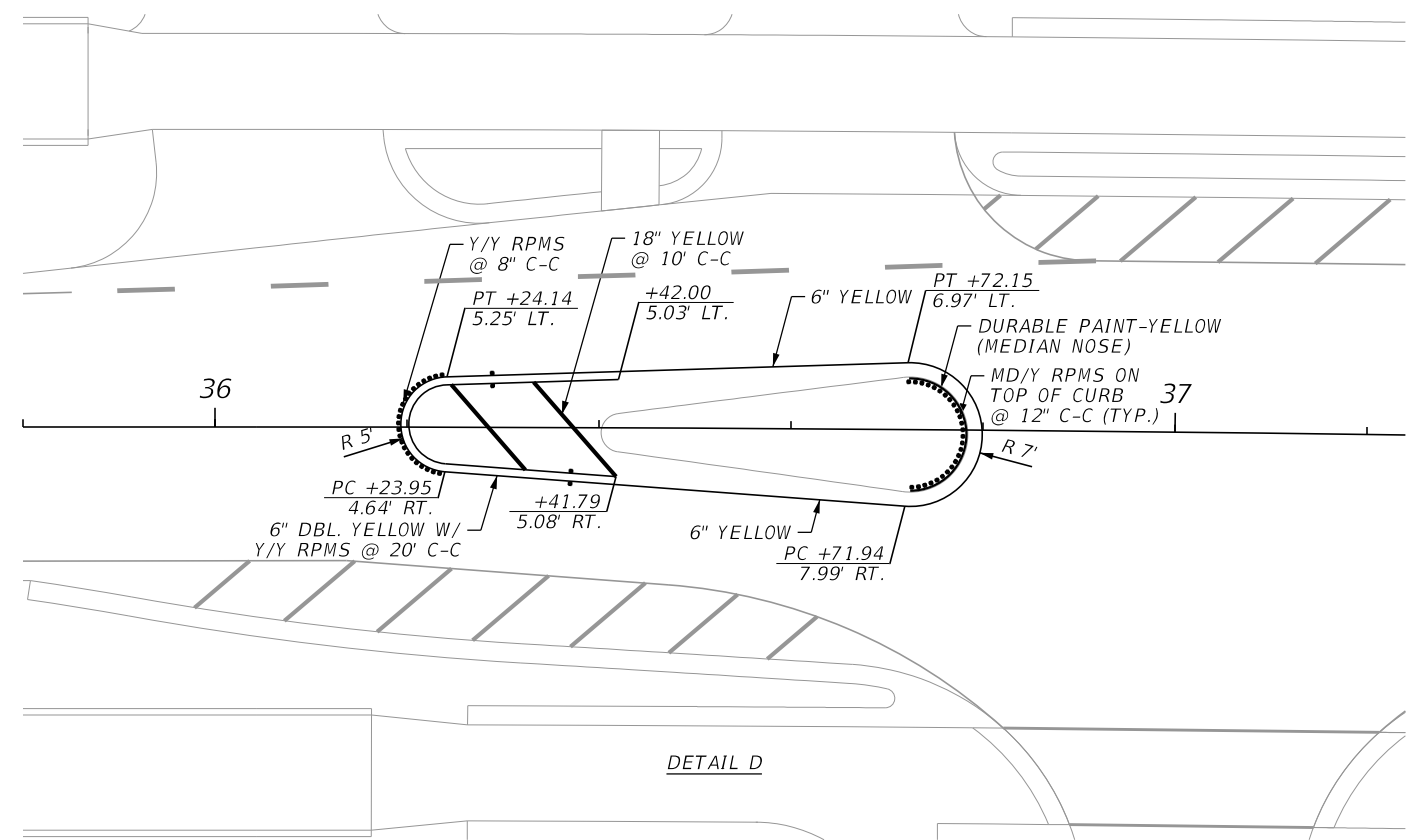 Y/Y RPMS
@ 8" C-C
18" YELLOW
@ 10' C-C
PT +24.14
5.25' LT.
+42.00
5.03' LT.
6" YELLOW
PT +72.15
6.97' LT.
DURABLE PAINT-YELLOW
(MEDIAN NOSE)
MD/Y RPMS ON
TOP OF CURB
@ 12" C-C (TYP.)
36
37
R 5'
R 7'
PC +23.95
4.64' RT.
+41.79
5.08' RT.
6" DBL. YELLOW W/
Y/Y RPMS @ 20' C-C
6" YELLOW
PC +71.94
7.99' RT.
DETAIL D